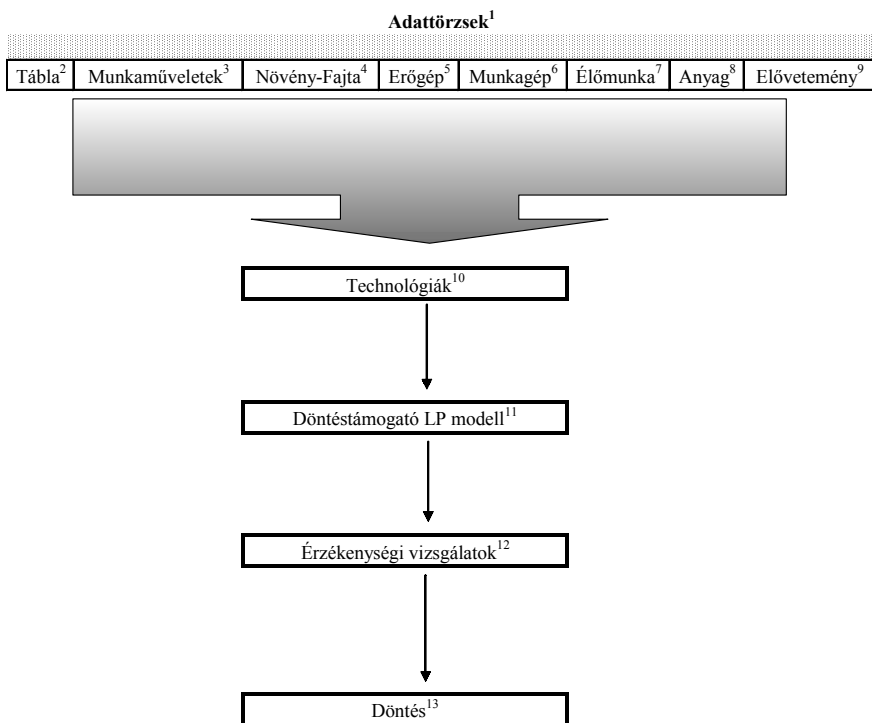 Adattörzsek¹
Tábla² Munkaműveletek³ Növény-Fajta⁴ Erőgép⁵ Munkagép⁶ Élőmunka⁷ Anyag⁸ Elővetemény⁹
Technológiák¹⁰
Döntéstámogató LP modell¹¹
Érzékenységi vizsgálatok¹²
Döntés¹³